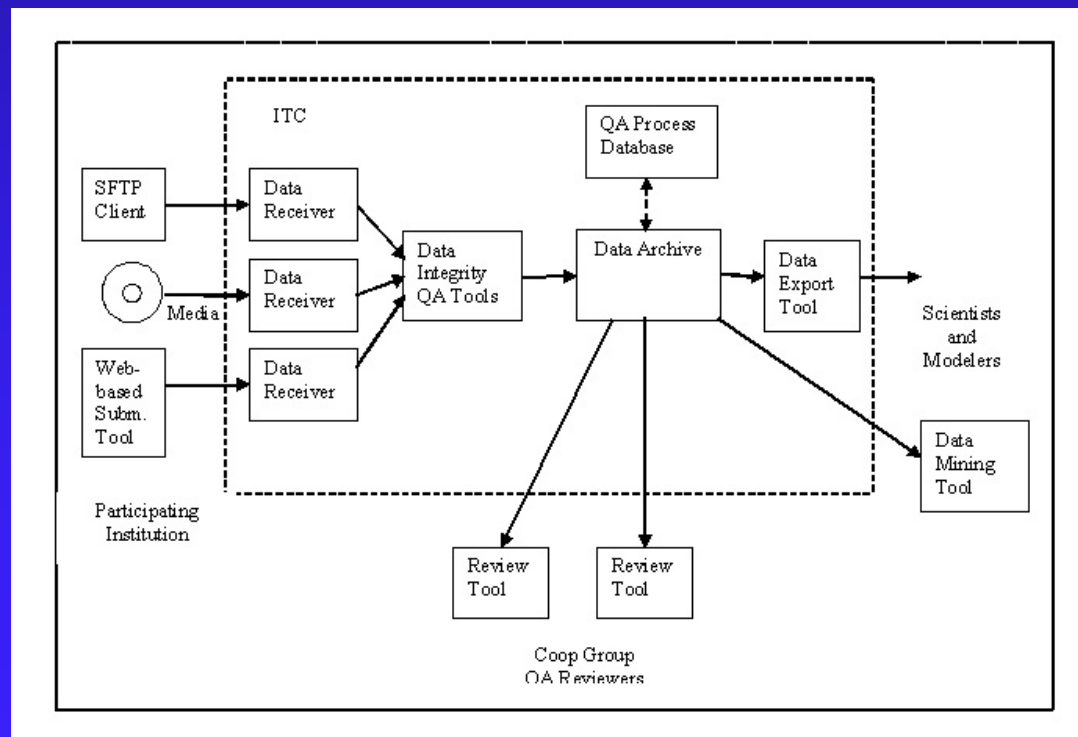 ITC
QA Process
Database
SFTP
Client
Data
Receiver
Data
Integrity
QA Tools
Data Archive
Data
Export
Tool
Data
Receiver
Media
Scientists
and
Modelers
Web-
based
Subm.
Tool
Data
Receiver
Data
Mining
Tool
Participating
Institution
Review
Tool
Review
Tool
Coop Group
QA Reviewers